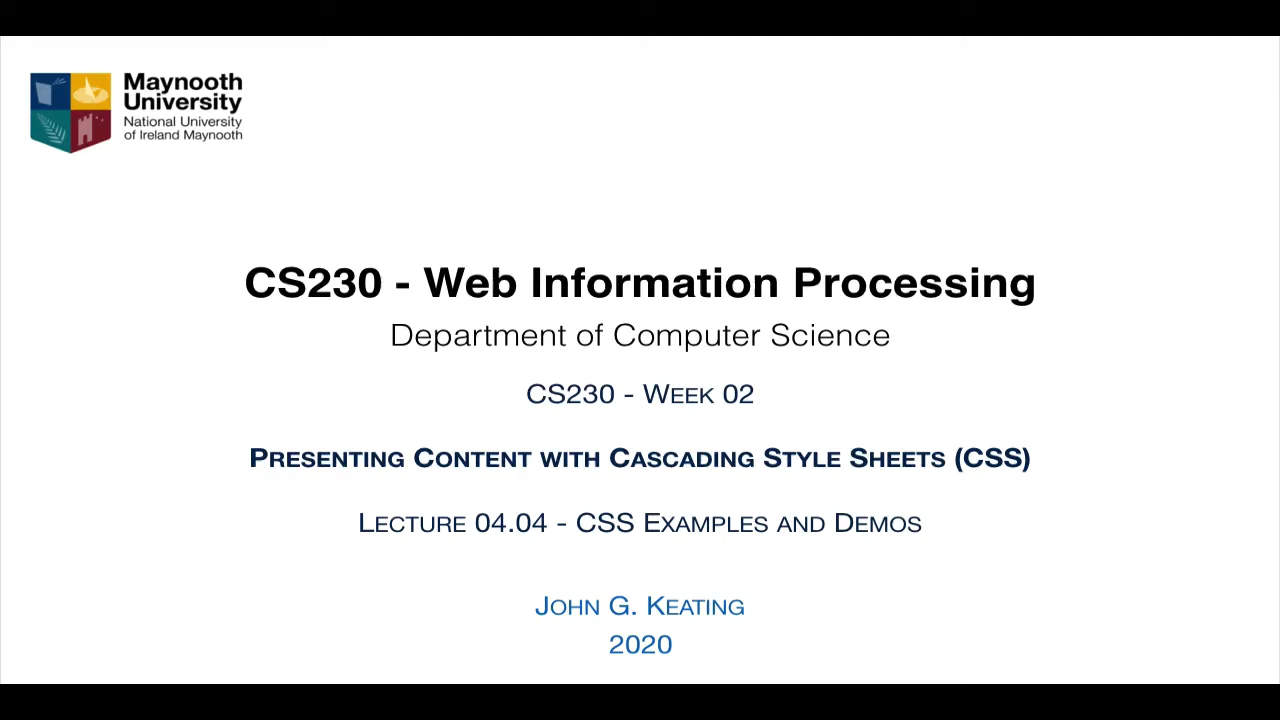 Maynooth
University
National University
of Ireland Maynooth
CS230 - Web Information Processing
Department of Computer Science
CS230 - Week 02
Presenting Content with Cascading Style Sheets (CSS)
Lecture 04.04 - CSS Examples and Demos
John G. Keating
2020